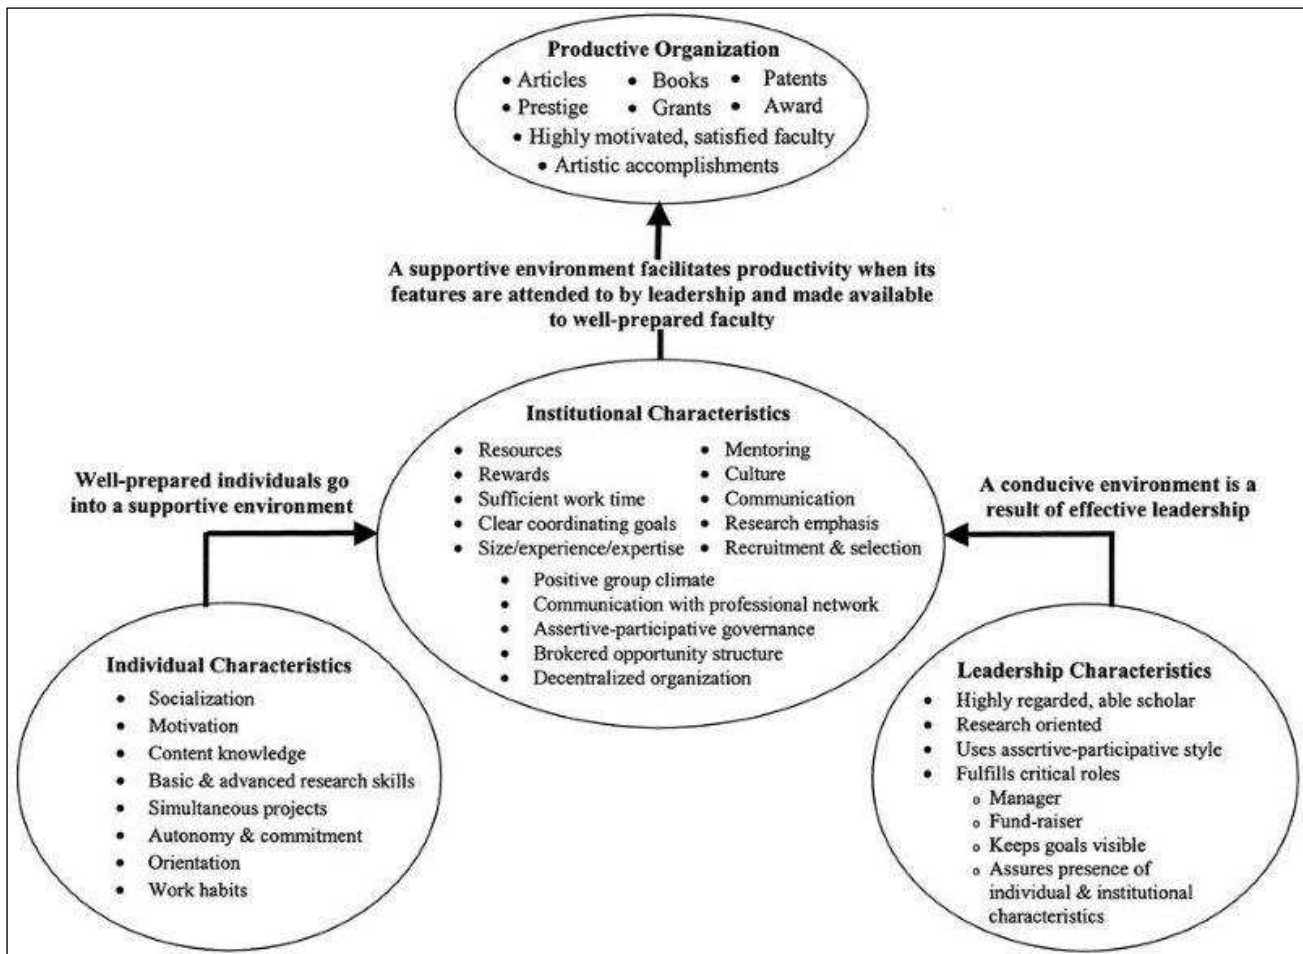 Productive Organization
• Articles • Books • Patents
• Prestige • Grants • Award
• Highly motivated, satisfied faculty
• Artistic accomplishments
A supportive environment facilitates productivity when its
features are attended to by leadership and made available
to well-prepared faculty
Institutional Characteristics
• Resources
• Rewards
• Sufficient work time
• Clear coordinating goals
• Size/experience/expertise
• Mentoring
• Culture
• Communication
• Research emphasis
• Recruitment & selection
• Positive group climate
• Communication with professional network
• Assertive-participative governance
• Brokered opportunity structure
• Decentralized organization
Well-prepared individuals go
into a supportive environment
A conducive environment is a
result of effective leadership
Individual Characteristics
• Socialization
• Motivation
• Content knowledge
• Basic & advanced research skills
• Simultaneous projects
• Autonomy & commitment
• Orientation
• Work habits
Leadership Characteristics
• Highly regarded, able scholar
• Research oriented
• Uses assertive-participative style
• Fulfills critical roles
o Manager
o Fund-raiser
o Keeps goals visible
o Assures presence of
individual & institutional
characteristics